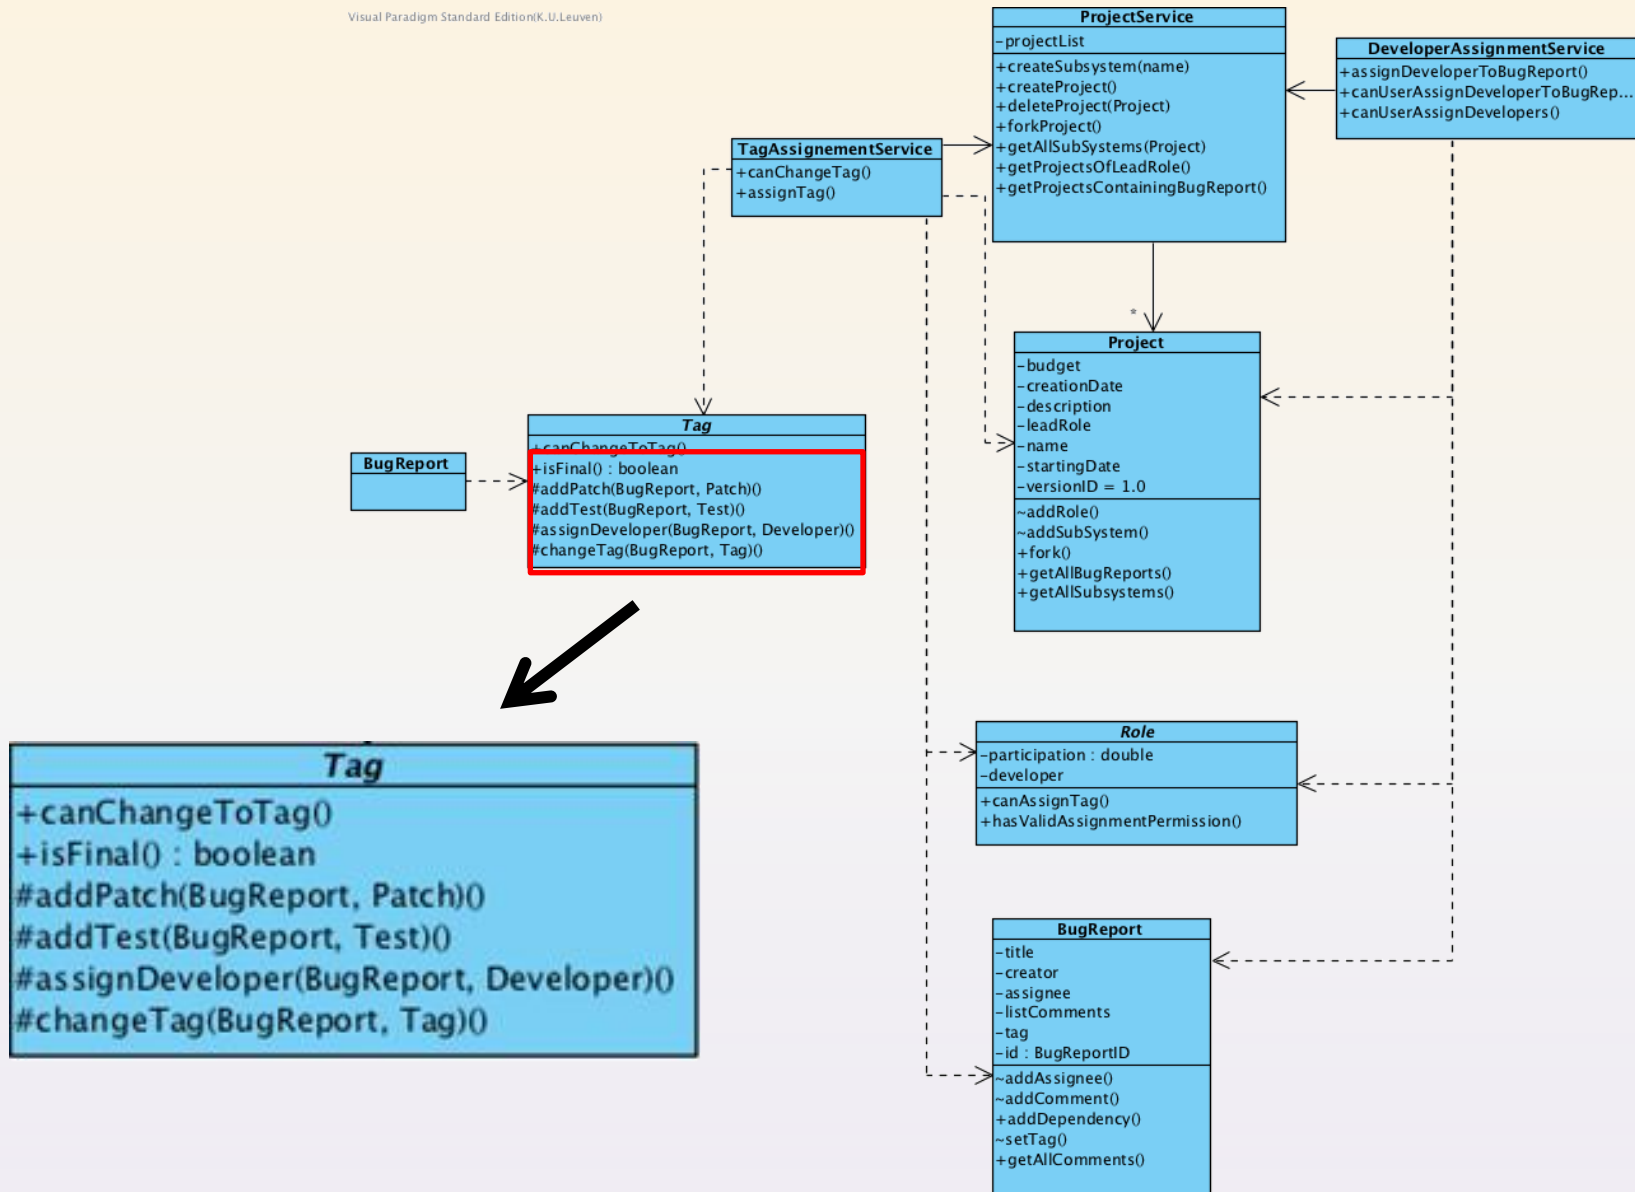 Visual Paradigm Standard Edition(K.U.Leuven)
ProjectService
-projectList
+createSubsystem(name)
+createProject()
+deleteProject(Project)
+forkProject()
+getAllSubSystems(Project)
+getProjectsOfLeadRole()
+getProjectsContainingBugReport()
DeveloperAssignmentService
+assignDeveloperToBugReport()
+canUserAssignDeveloperToBugRep...
+canUserAssignDevelopers()
TagAssignementService
+canChangeTag()
+assignTag()
*
Project
-budget
-creationDate
-description
-leadRole
-name
-startingDate
-versionID = 1.0
~addRole()
~addSubSystem()
+fork()
+getAllBugReports()
+getAllSubsystems()
Tag
+canChangeToTag()
+isFinal() : boolean
#addPatch(BugReport, Patch)()
#addTest(BugReport, Test)()
#assignDeveloper(BugReport, Developer)()
#changeTag(BugReport, Tag)()
BugReport
Tag
+canChangeToTag()
+isFinal() : boolean
#addPatch(BugReport, Patch)()
#addTest(BugReport, Test)()
#assignDeveloper(BugReport, Developer)()
#changeTag(BugReport, Tag)()
Role
-participation : double
-developer
+canAssignTag()
+hasValidAssignmentPermission()
BugReport
-title
-creator
-assignee
-listComments
-tag
-id : BugReportID
~addAssignee()
~addComment()
+addDependency()
~setTag()
+getAllComments()